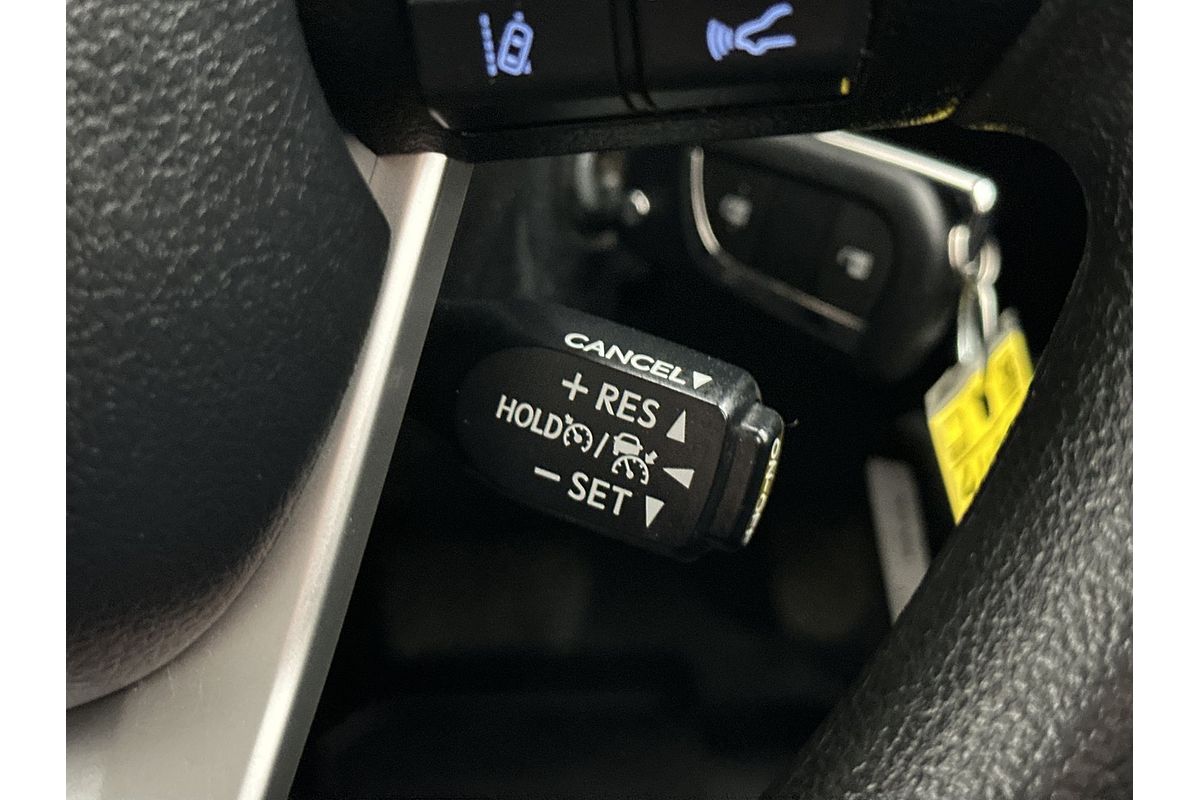 CANCEL
+ RES
HOLD /
− SET